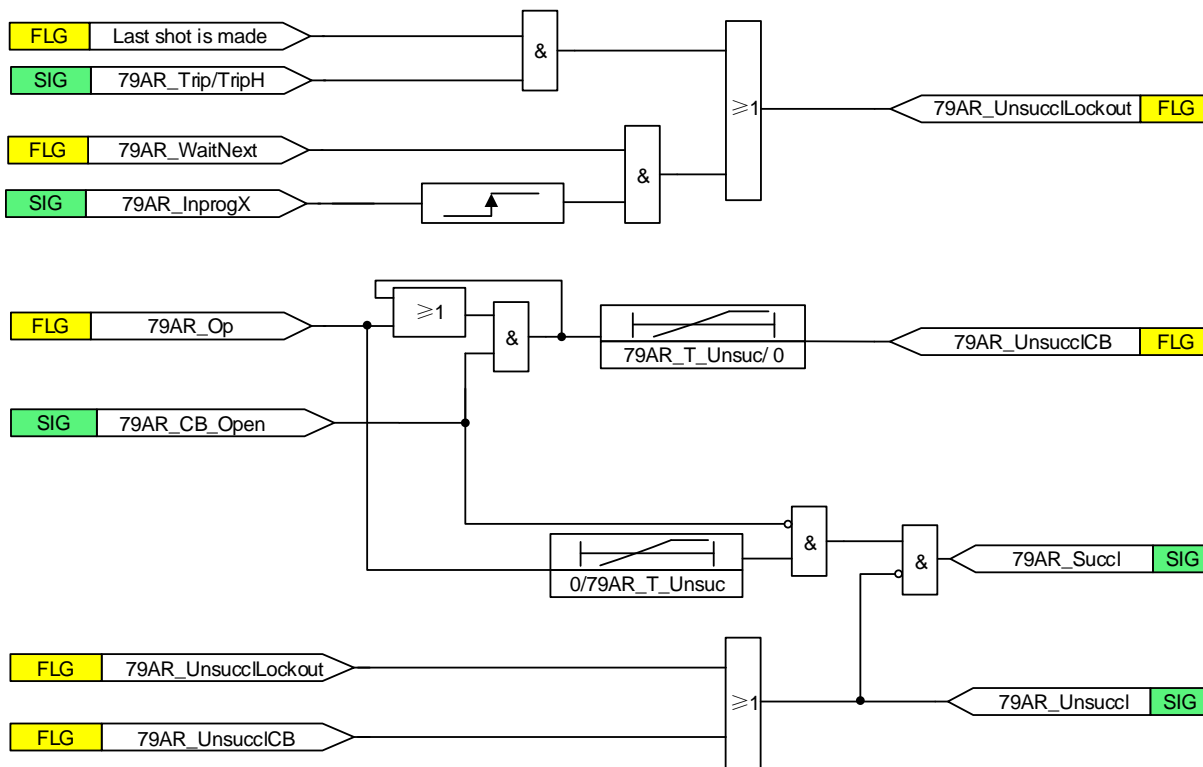 FLG Last shot is made
SIG 79AR_Trip/TripH
&
≥1
79AR_UnsucclLockout FLG
FLG 79AR_WaitNext
&
SIG 79AR_InprogX
FLG 79AR_Op
≥1
&
79AR_T_Unsuc/ 0
79AR_UnsucclCB FLG
SIG 79AR_CB_Open
&
&
79AR_Succl SIG
0/79AR_T_Unsuc
FLG 79AR_UnsucclLockout
≥1
79AR_Unsuccl SIG
FLG 79AR_UnsucclCB